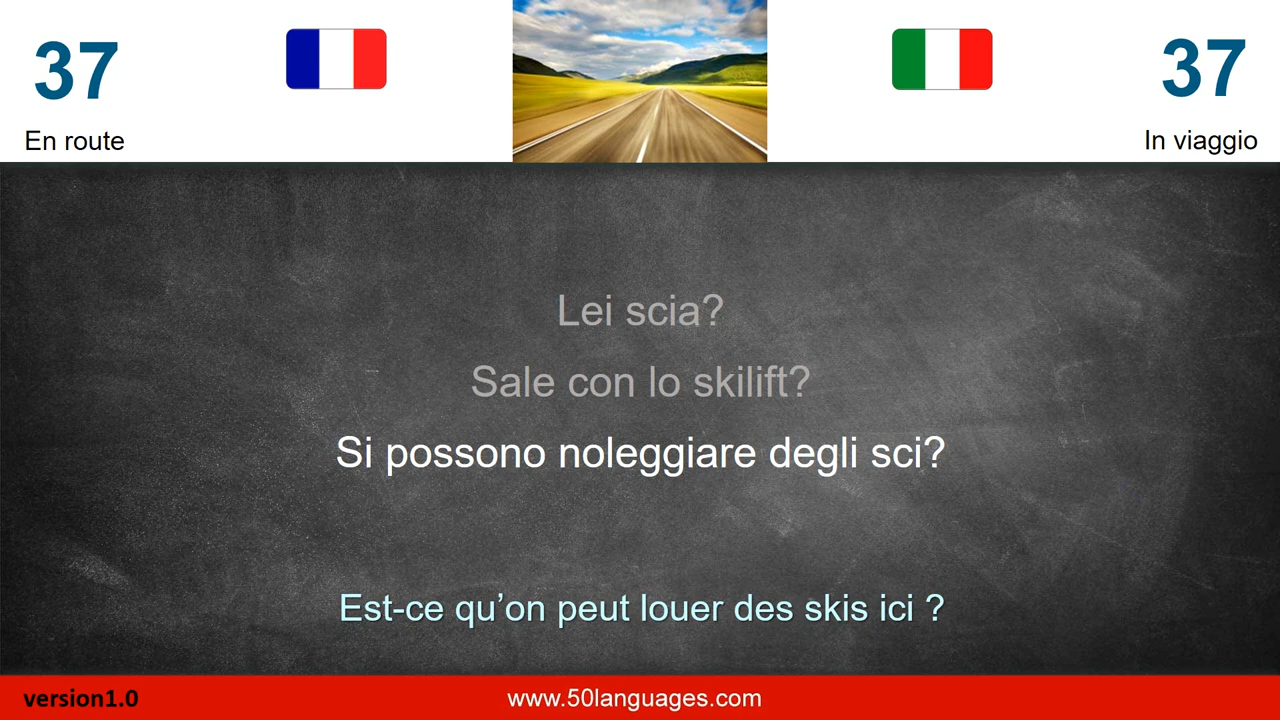 37
37
En route
In viaggio
Lei scia?
Sale con lo skilift?
Si possono noleggiare degli sci?
Est-ce qu’on peut louer des skis ici ?
version1.0
www.50languages.com